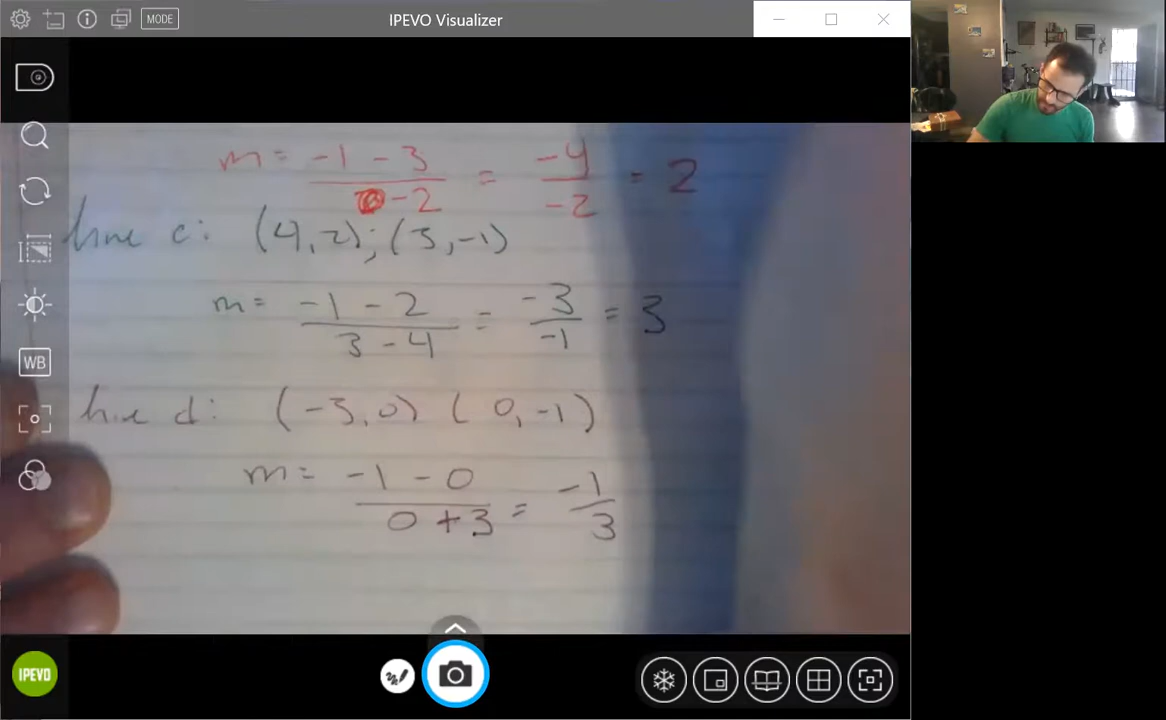 MODE
IPEVO Visualizer
m = -1 - 3 / 0 - 2 = -4 / -2 = 2
line c: (4,2); (3,-1)
m = -1 - 2 / 3 - 4 = -3 / -1 = 3
WB
line d: (-3,0) (0,-1)
m = -1 - 0 / 0 + 3 = -1 / 3
IPEVO